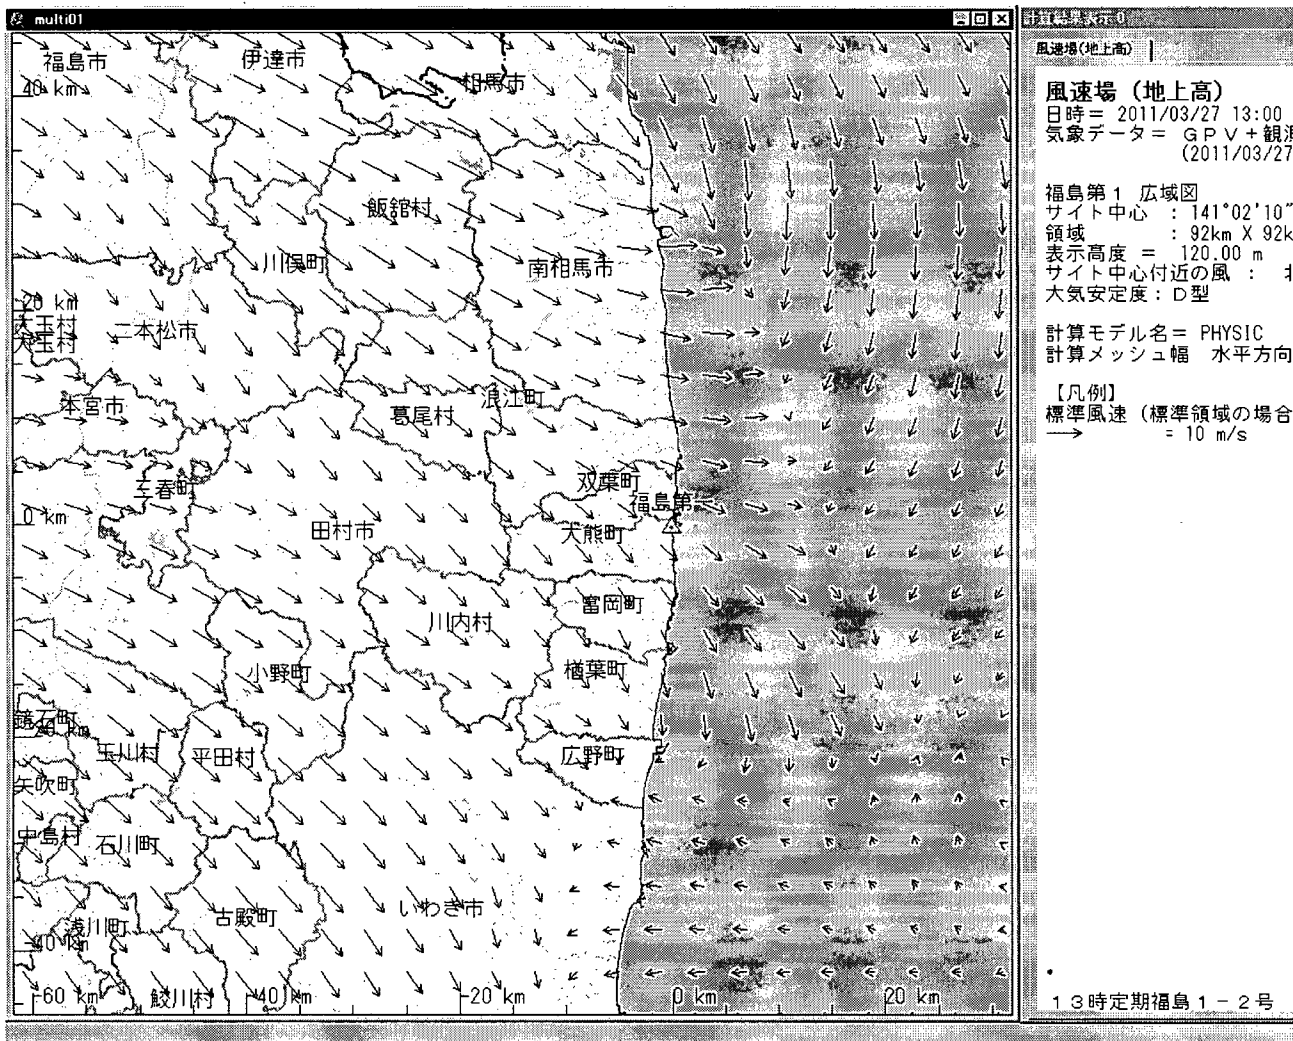 multi01
計算結果表示:0
風速場(地上高)
福島市
伊達市
相馬市
40 km
飯舘村
川俣町
南相馬市
20 km
大玉村
大玉村
二本松市
本宮市
葛尾村
浪江町
三春町
双葉町
福島第一
0 km
田村市
大熊町
富岡町
川内村
小野町
楢葉町
鏡石町
-20 km
玉川村
平田村
広野町
矢吹町
中島村
石川町
いわき市
浅川町
古殿町
-40 km
鮫川村
-60 km
-40 km
-20 km
0 km
20 km
風速場（地上高）
日時＝ 2011/03/27 13:00
気象データ＝ ＧＰＶ＋観測
(2011/03/27
福島第１ 広域図
サイト中心 ：141°02'10"
領域 ：92km X 92k
表示高度 ＝ 120.00 m
サイト中心付近の風 ： 北
大気安定度：Ｄ型
計算モデル名＝ PHYSIC
計算メッシュ幅 水平方向
【凡例】
標準風速（標準領域の場合
＝10 m/s
１３時定期福島１－２号